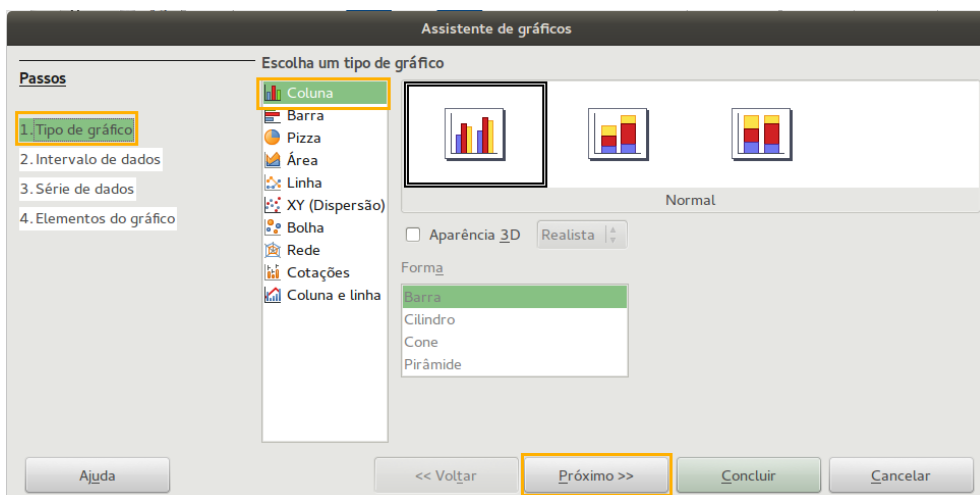 Assistente de gráficos
Passos
1. Tipo de gráfico
2. Intervalo de dados
3. Série de dados
4. Elementos do gráfico
Escolha um tipo de gráfico
Coluna
Barra
Pizza
Área
Linha
XY (Dispersão)
Bolha
Rede
Cotações
Coluna e linha
Normal
Aparência 3D
Realista
Forma
Barra
Cilindro
Cone
Pirâmide
Ajuda
<< Voltar
Próximo >>
Concluir
Cancelar